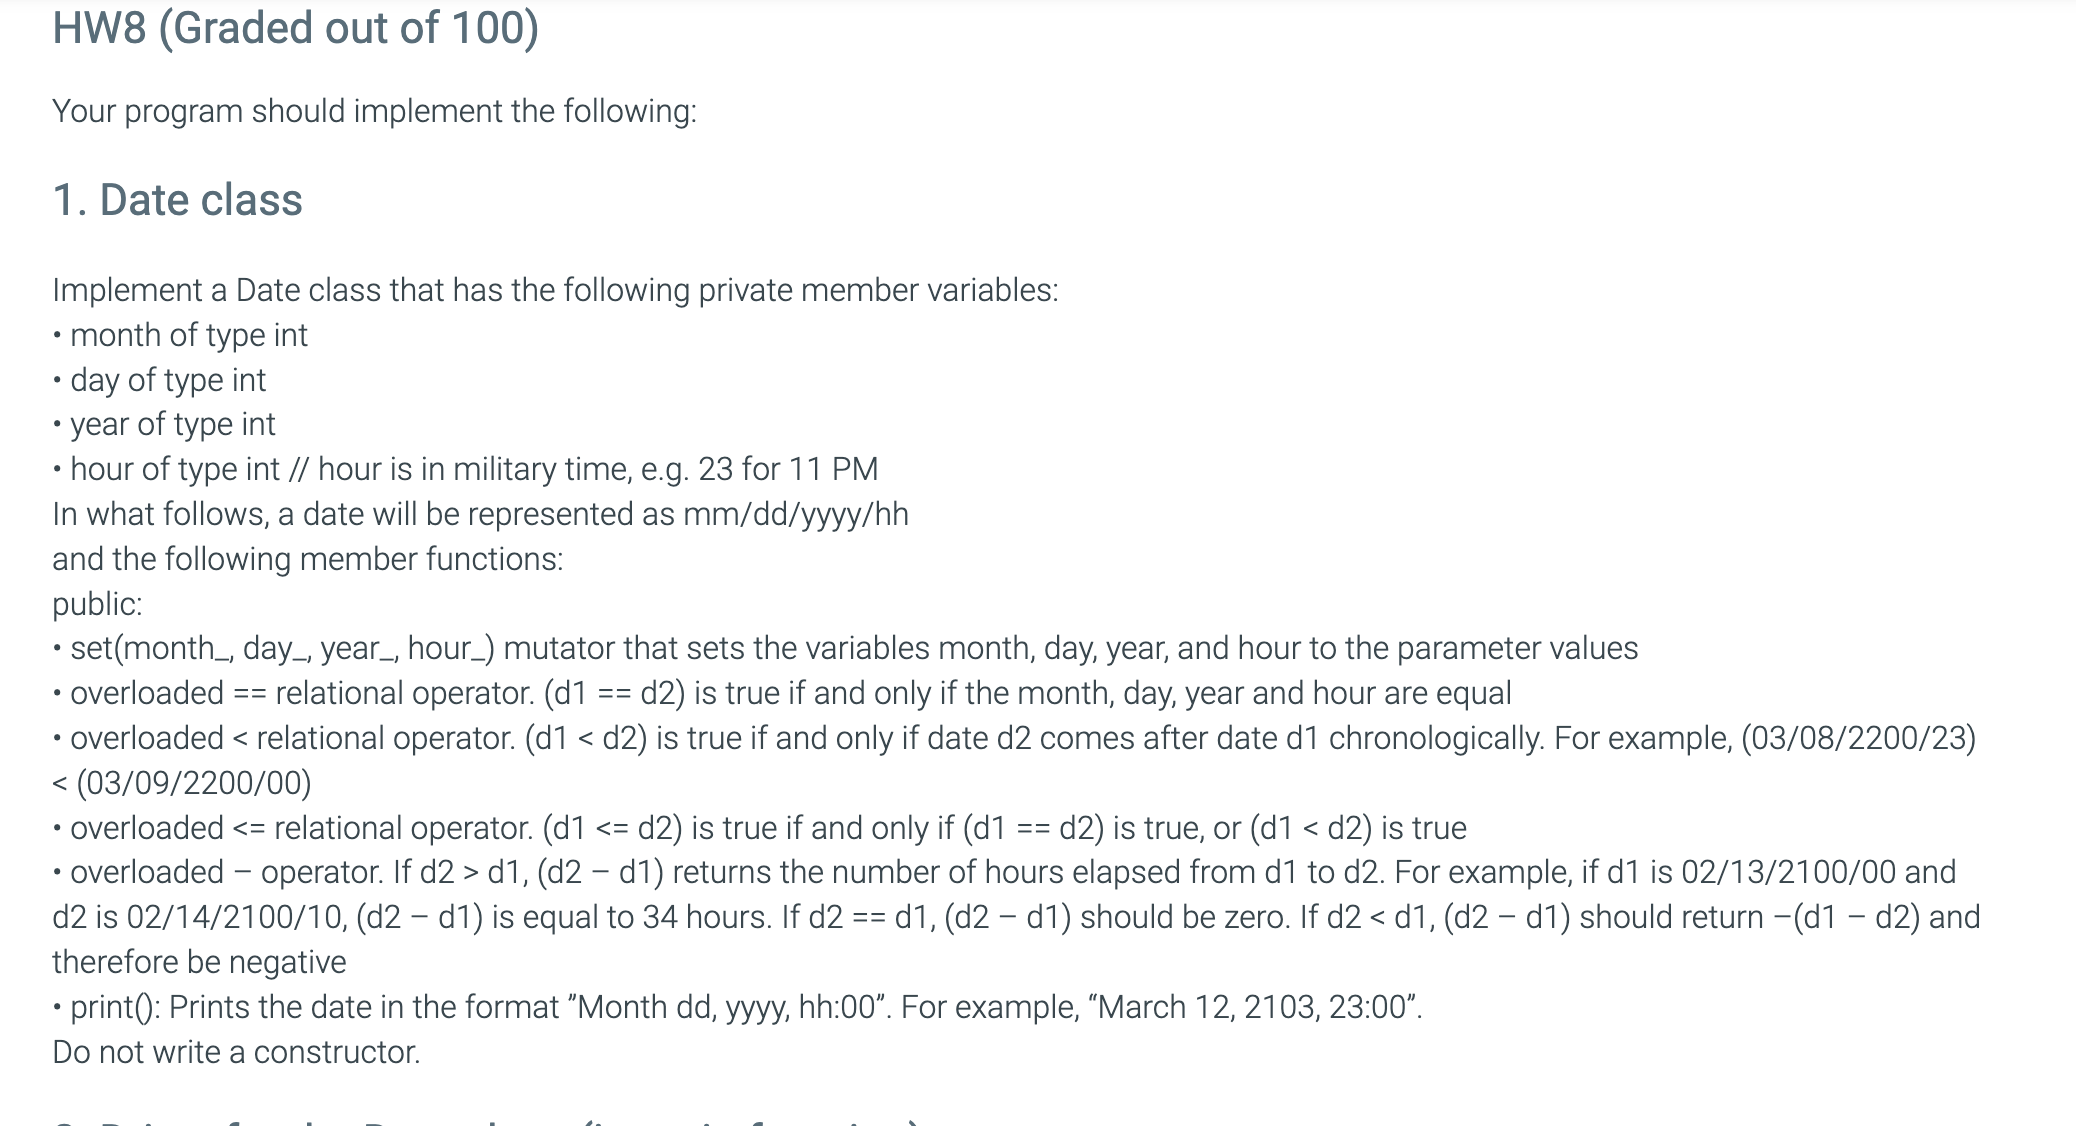 HW8 (Graded out of 100)
Your program should implement the following:
1. Date class
Implement a Date class that has the following private member variables:
• month of type int
• day of type int
• year of type int
• hour of type int // hour is in military time, e.g. 23 for 11 PM
In what follows, a date will be represented as mm/dd/yyyy/hh
and the following member functions:
public:
• set(month_, day_, year_, hour_) mutator that sets the variables month, day, year, and hour to the parameter values
• overloaded == relational operator. (d1 == d2) is true if and only if the month, day, year and hour are equal
• overloaded < relational operator. (d1 < d2) is true if and only if date d2 comes after date d1 chronologically. For example, (03/08/2200/23)
< (03/09/2200/00)
• overloaded <= relational operator. (d1 <= d2) is true if and only if (d1 == d2) is true, or (d1 < d2) is true
• overloaded – operator. If d2 > d1, (d2 – d1) returns the number of hours elapsed from d1 to d2. For example, if d1 is 02/13/2100/00 and
d2 is 02/14/2100/10, (d2 – d1) is equal to 34 hours. If d2 == d1, (d2 – d1) should be zero. If d2 < d1, (d2 – d1) should return –(d1 – d2) and
therefore be negative
• print(): Prints the date in the format ”Month dd, yyyy, hh:00”. For example, “March 12, 2103, 23:00”.
Do not write a constructor.